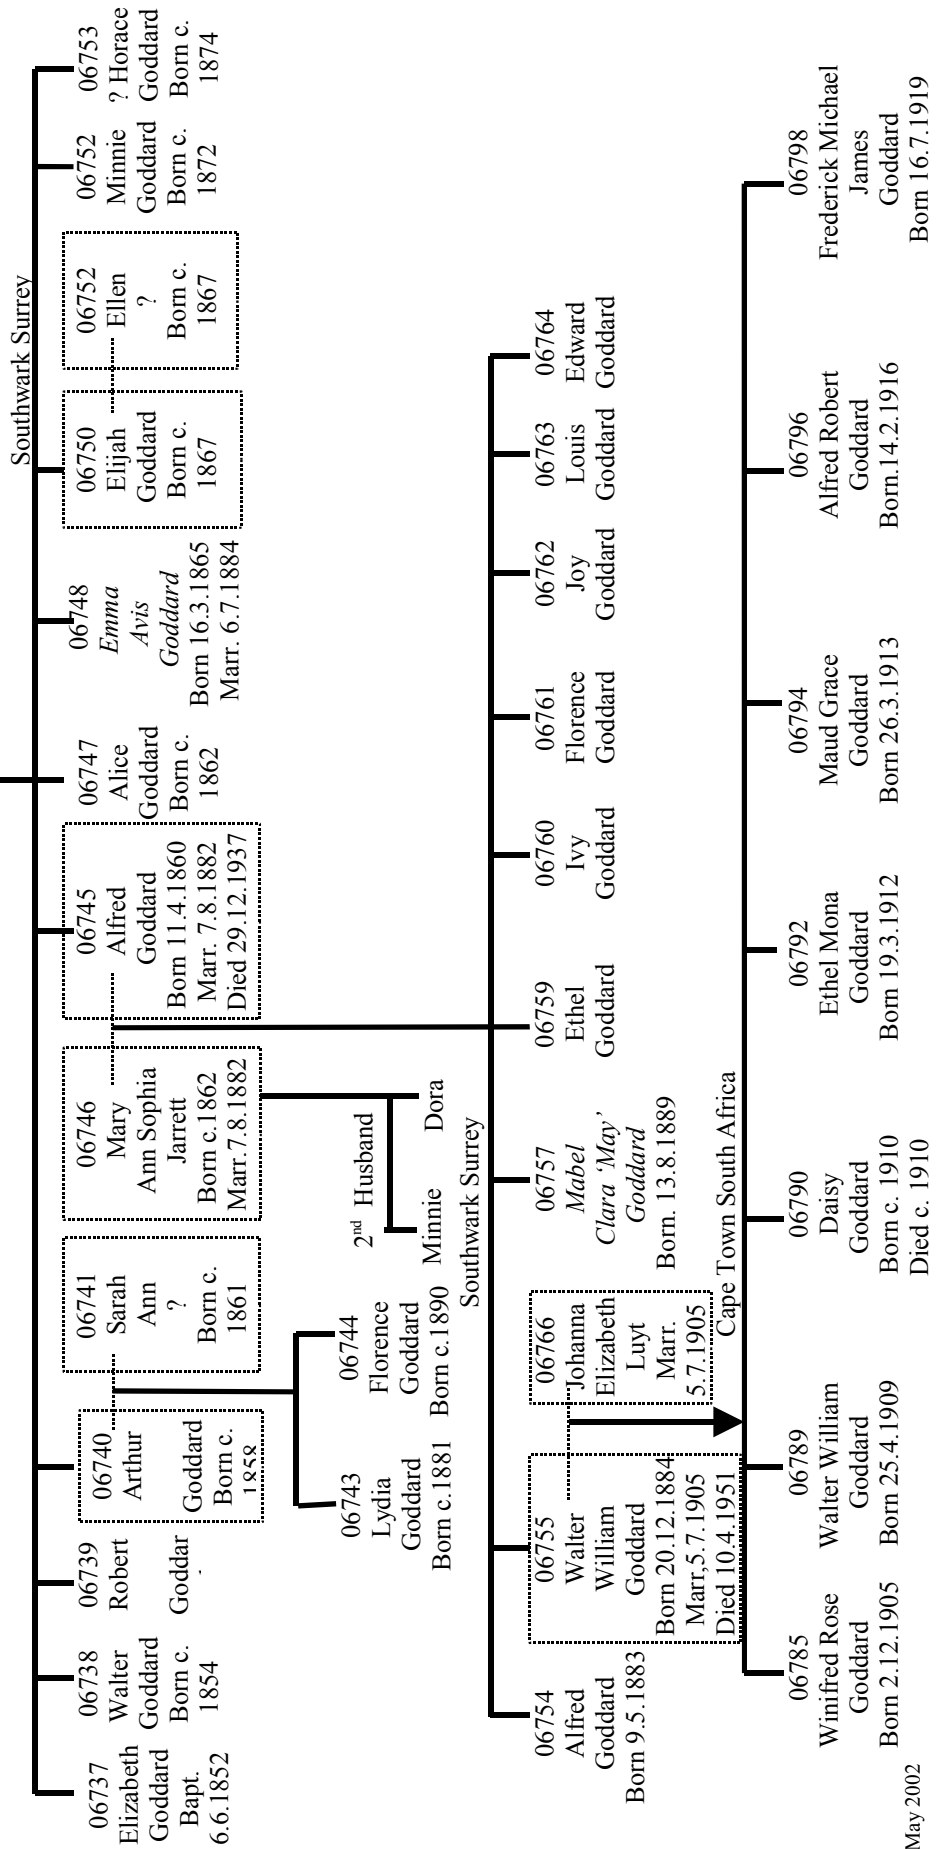 Southwark Surrey
06737
Elizabeth
Goddard
Bapt.
6.6.1852
06738
Walter
Goddard
Born c.
1854
06739
Robert
Goddar
06740
Arthur
Goddard
Born c.
1858
06741
Sarah
Ann
?
Born c.
1861
06746
Mary
Ann Sophia
Jarrett
Born c.1862
Marr. 7.8.1882
06745
Alfred
Goddard
Born 11.4.1860
Marr. 7.8.1882
Died 29.12.1937
06747
Alice
Goddard
Born c.
1862
06748
Emma
Avis
Goddard
Born 16.3.1865
Marr. 6.7.1884
06750
Elijah
Goddard
Born c.
1867
06752
Ellen
?
Born c.
1867
06752
Minnie
Goddard
Born c.
1872
06753
? Horace
Goddard
Born c.
1874
06743
Lydia
Goddard
Born c.1881
06744
Florence
Goddard
Born c.1890
2nd Husband
Minnie
Dora
Southwark Surrey
06754
Alfred
Goddard
Born 9.5.1883
06755
Walter
William
Goddard
Born 20.12.1884
Marr,5.7.1905
Died 10.4.1951
06766
Johanna
Elizabeth
Luyt
Marr.
5.7.1905
06757
Mabel
Clara ‘May’
Goddard
Born. 13.8.1889
06759
Ethel
Goddard
06760
Ivy
Goddard
06761
Florence
Goddard
06762
Joy
Goddard
06763
Louis
Goddard
06764
Edward
Goddard
Cape Town South Africa
06785
Winifred Rose
Goddard
Born 2.12.1905
06789
Walter William
Goddard
Born 25.4.1909
06790
Daisy
Goddard
Born c. 1910
Died c. 1910
06792
Ethel Mona
Goddard
Born 19.3.1912
06794
Maud Grace
Goddard
Born 26.3.1913
06796
Alfred Robert
Goddard
Born.14.2.1916
06798
Frederick Michael
James
Goddard
Born 16.7.1919
May 2002